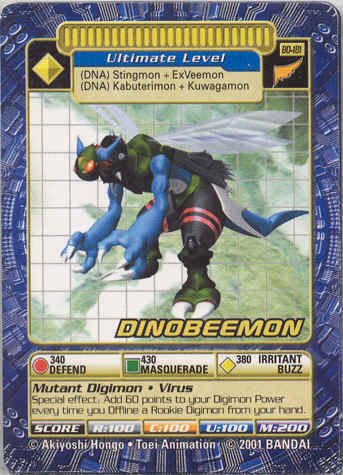 Ultimate Level
BO-181
(DNA) Stingmon + ExVeemon
(DNA) Kabuterimon + Kuwagamon
DINOBEEMON
340 DEFEND
430 MASQUERADE
380 IRRITANT BUZZ
Mutant Digimon • Virus
Special effect: Add 60 points to your Digimon Power
every time you Offline a Rookie Digimon from your hand.
SCORE R:100 C:100 U:100 M:200
© Akiyoshi/Hongo • Toei Animation © 2001 BANDAI